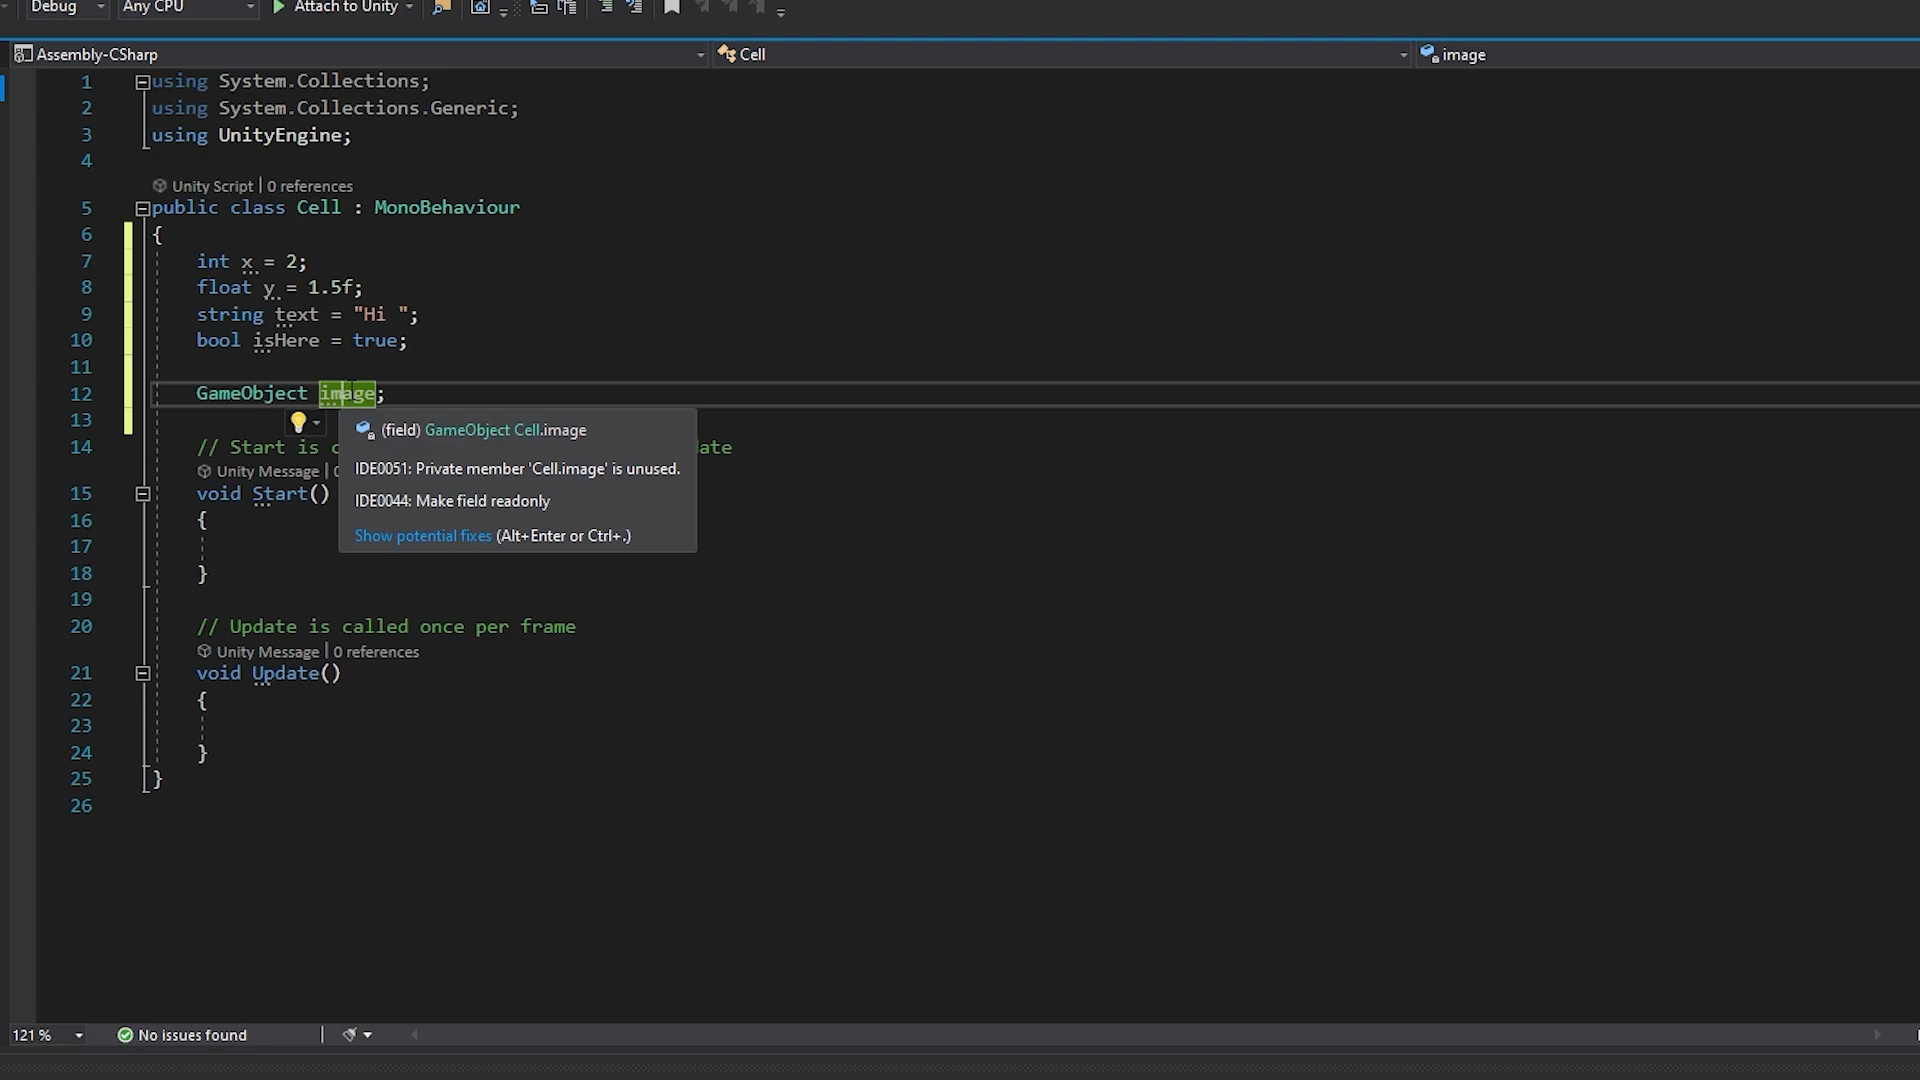 Debug Any CPU Attach to Unity
Assembly-CSharp Cell image
1 using System.Collections;
2 using System.Collections.Generic;
3 using UnityEngine;
4
Unity Script | 0 references
5 public class Cell : MonoBehaviour
6 {
7 int x = 2;
8 float y = 1.5f;
9 string text = "Hi ";
10 bool isHere = true;
11
12 GameObject image;
13
(field) GameObject Cell.image
IDE0051: Private member 'Cell.image' is unused.
IDE0044: Make field readonly
Show potential fixes (Alt+Enter or Ctrl+.)
14 // Start is c ate
Unity Message | 0
15 void Start()
16 {
17
18 }
19
20 // Update is called once per frame
Unity Message | 0 references
21 void Update()
22 {
23
24 }
25 }
26
121 % No issues found